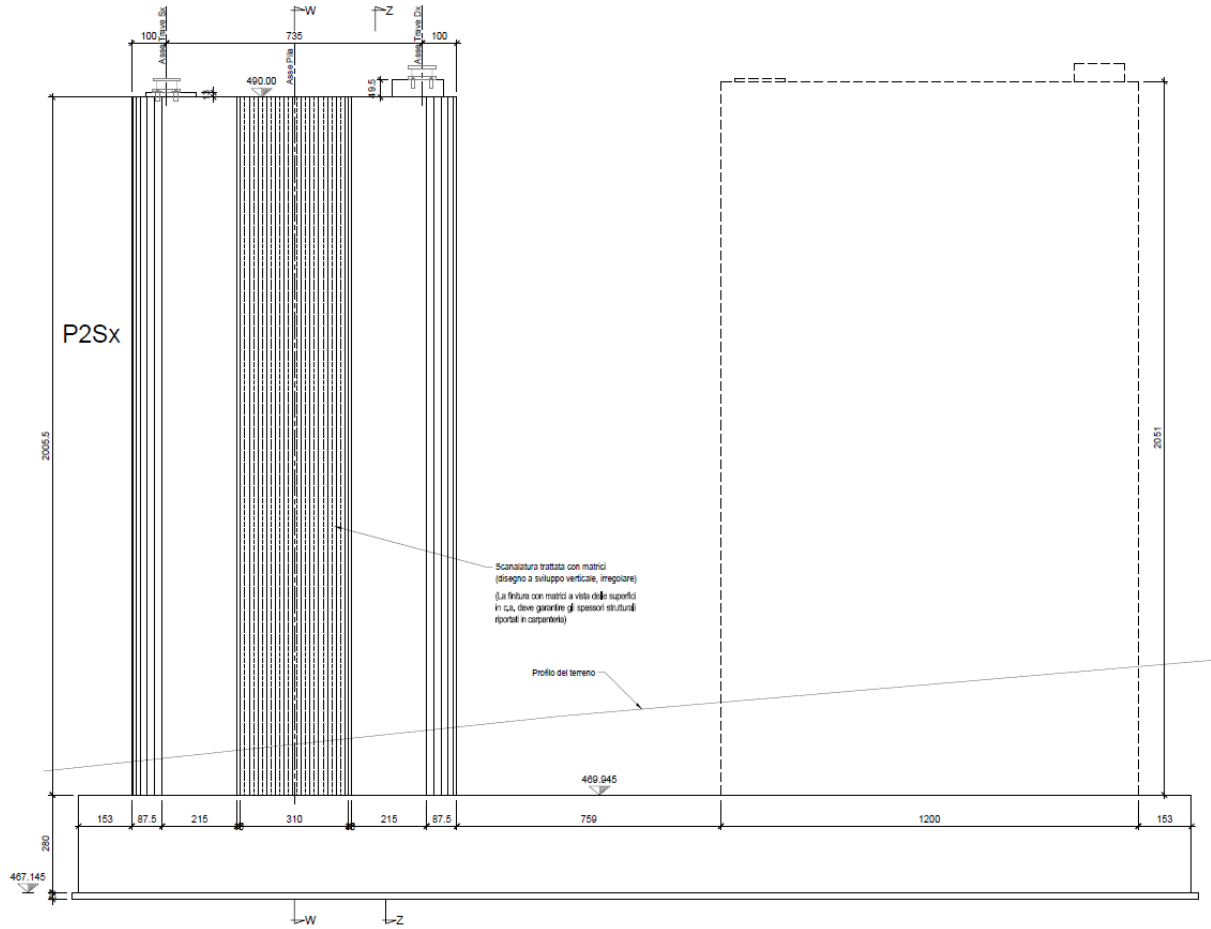 W
Z
Asse Trave Sx
Asse Trave Dx
100
735
100
Asse Pila
490.00
49.5
13
P2Sx
2005.5
2051
Scanalatura trattata con matrici
(disegno a sviluppo verticale, irregolare)
(La finitura con matrici a vista delle superfici
in c.a. deve garantire gli spessori strutturali
riportati in carpenteria)
Profilo del terreno
469.945
153
87.5
215
310
215
87.5
759
1200
153
280
467.145
W
Z